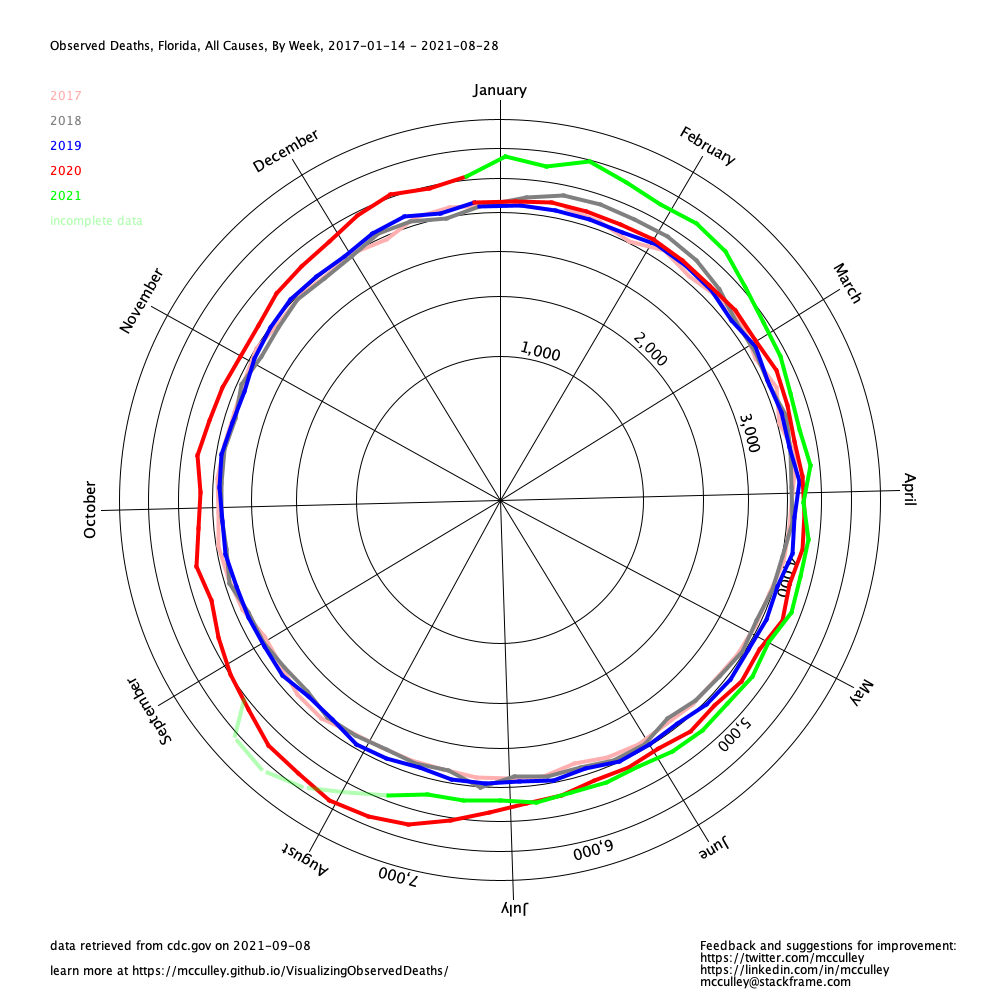 Observed Deaths, Florida, All Causes, By Week, 2017-01-14 - 2021-08-28
2017
2018
2019
2020
2021
incomplete data
January
February
March
April
May
June
July
August
September
October
November
December
1,000
2,000
3,000
4,000
5,000
6,000
7,000
data retrieved from cdc.gov on 2021-09-08
learn more at https://mcculley.github.io/VisualizingObservedDeaths/
Feedback and suggestions for improvement:
https://twitter.com/mcculley
https://linkedin.com/in/mcculley
mcculley@stackframe.com